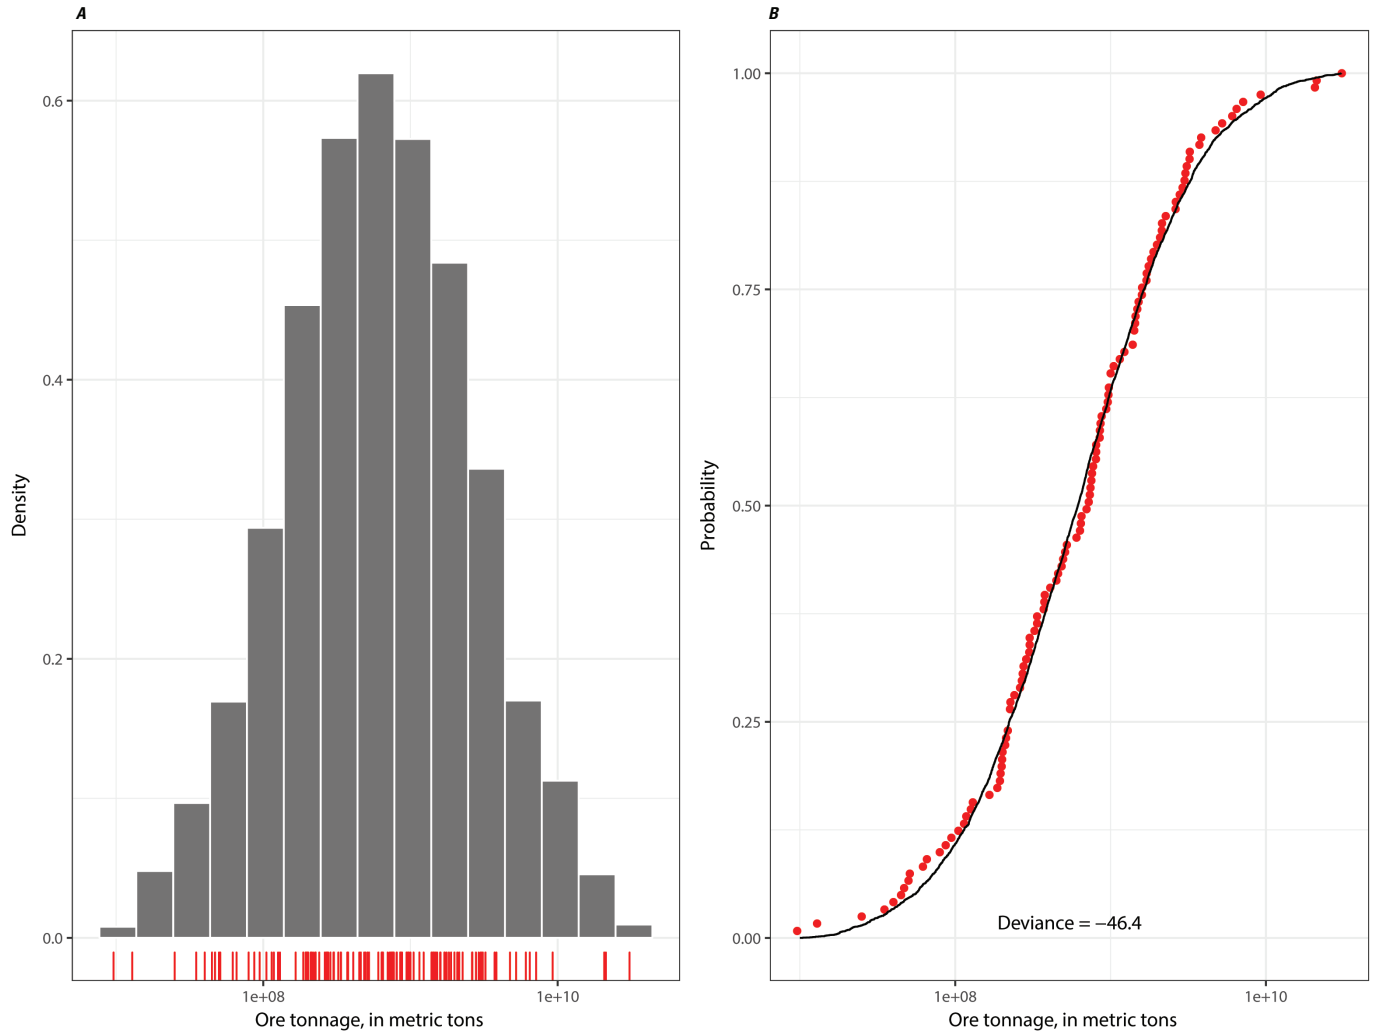 A
Density
0.6
0.4
0.2
0.0
1e+08
1e+10
Ore tonnage, in metric tons
B
Probability
1.00
0.75
0.50
0.25
0.00
Deviance = −46.4
1e+08
1e+10
Ore tonnage, in metric tons